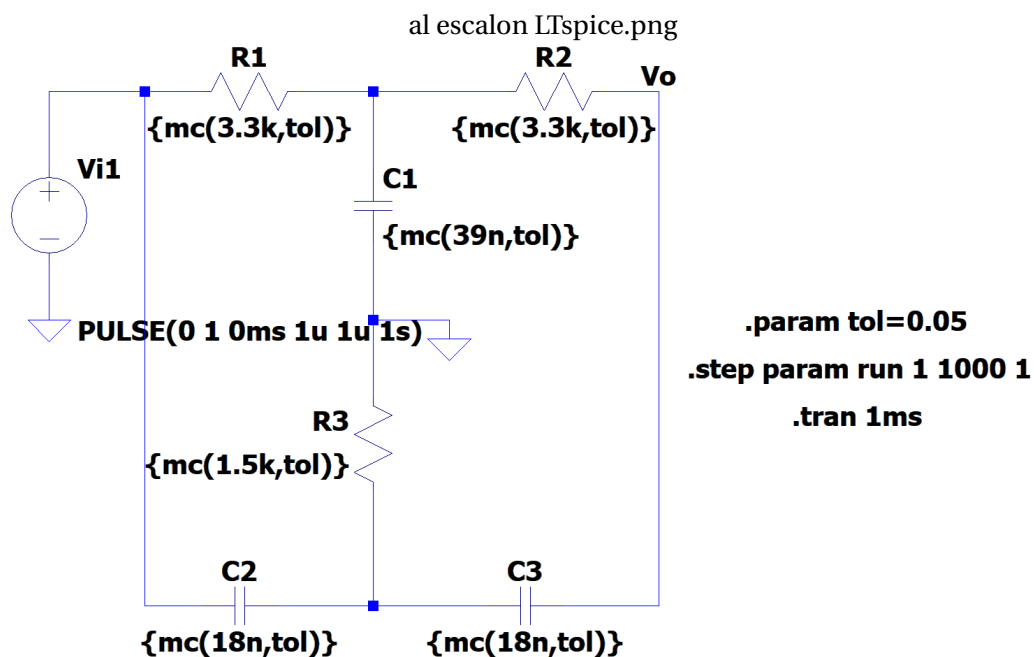 al escalon LTspice.png
R1
R2
Vo
{mc(3.3k,tol)}
{mc(3.3k,tol)}
Vi1
C1
{mc(39n,tol)}
PULSE(0 1 0ms 1u 1u 1s)
.param tol=0.05
.step param run 1 1000 1
.tran 1ms
R3
{mc(1.5k,tol)}
C2
C3
{mc(18n,tol)}
{mc(18n,tol)}